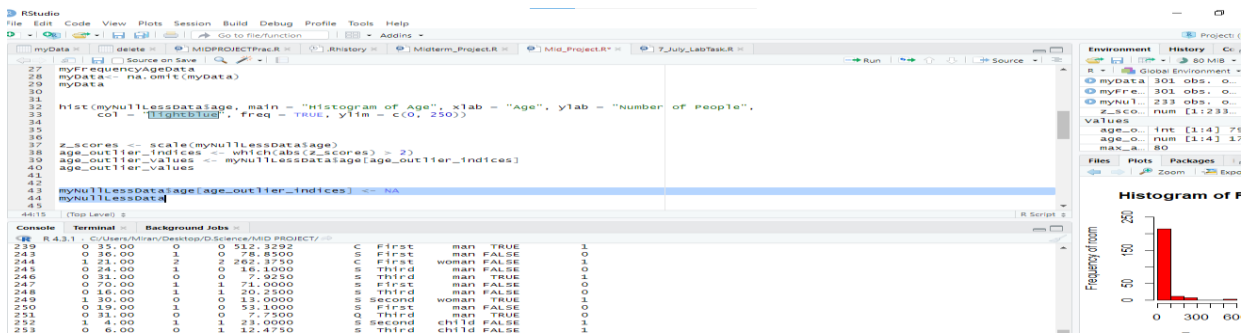 RStudio
File Edit Code View Plots Session Build Debug Profile Tools Help
Go to file/function Addins
myData delete MIDPROJECTPrac.R .Rhistory Midterm_Project.R Mid_Project.R* 7_July_LabTask.R
Source on Save Run Source
27 myFrequencyAgeData
28 myData<- na.omit(myData)
29 myData
30
31
32 hist(myNullLessData$age, main = "Histogram of Age", xlab = "Age", ylab = "Number of People",
33 col = "lightblue", freq = TRUE, ylim = c(0, 250))
34
35
36
37 z_scores <- scale(myNullLessData$age)
38 age_outlier_indices <- which(abs(z_scores) > 2)
39 age_outlier_values <- myNullLessData$age[age_outlier_indices]
40 age_outlier_values
41
42
43 myNullLessData$age[age_outlier_indices] <- NA
44 myNullLessData
45
44:15 (Top Level) R Script
Console Terminal Background Jobs
R 4.3.1 · C:/Users/Miran/Desktop/D.Science/MID PROJECT/
239 0 35.00 0 0 512.3292 C First man TRUE 1
243 0 36.00 1 0 78.8500 S First man FALSE 0
244 1 21.00 2 2 262.3750 C First woman FALSE 1
245 0 24.00 1 0 16.1000 S Third man FALSE 0
246 0 31.00 0 0 7.9250 S Third man TRUE 1
247 0 70.00 1 1 71.0000 S First man FALSE 0
248 0 16.00 1 1 20.2500 S Third man FALSE 0
249 1 30.00 0 0 13.0000 S Second woman TRUE 1
250 0 19.00 1 0 53.1000 S First man FALSE 0
251 0 31.00 0 0 7.7500 Q Third man TRUE 0
252 1 4.00 1 1 23.0000 S Second child FALSE 1
253 0 6.00 0 1 12.4750 S Third child FALSE 1
Project: (
Environment History Co
80 MiB
R Global Environment
myData 301 obs. o…
myFre… 301 obs. o…
myNul… 233 obs. o…
z_sco… num [1:233…
values
age_o… int [1:4] 79
age_o… num [1:4] 17
max_a… 80
Files Plots Packages
Zoom Expo
Histogram of F
Frequency of room
0 50 150 250
0 300 600